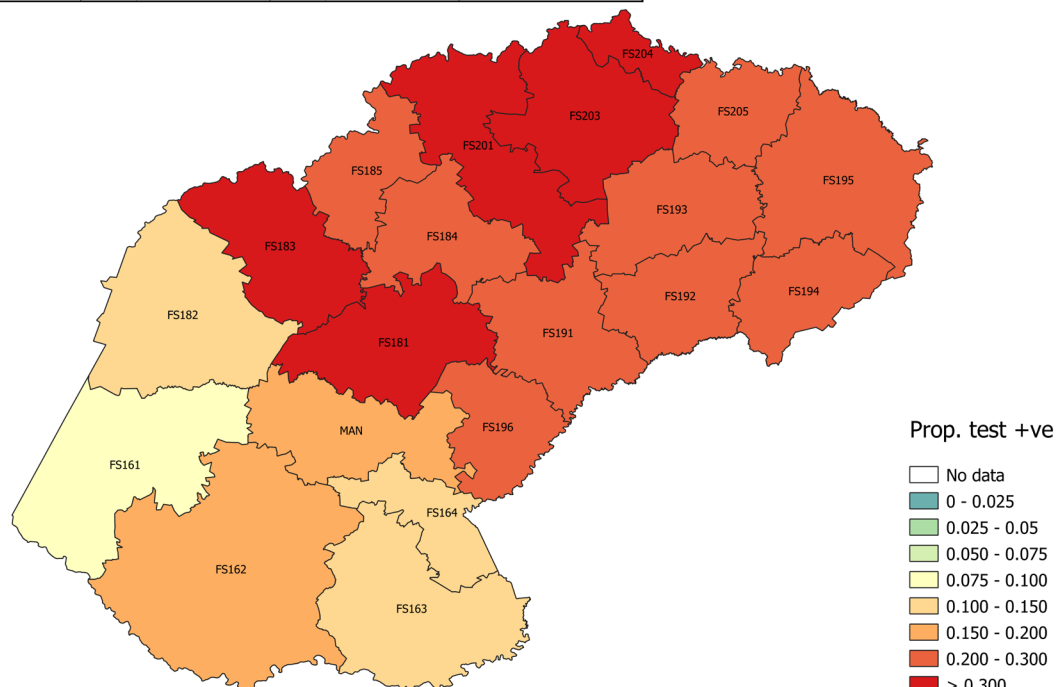 FS204
FS203
FS205
FS201
FS185
FS195
FS193
FS184
FS183
FS194
FS192
FS182
FS191
FS181
FS196
MAN
FS161
FS164
FS162
FS163
Prop. test +ve
No data
0 - 0.025
0.025 - 0.05
0.050 - 0.075
0.075 - 0.100
0.100 - 0.150
0.150 - 0.200
0.200 - 0.300
> 0.300